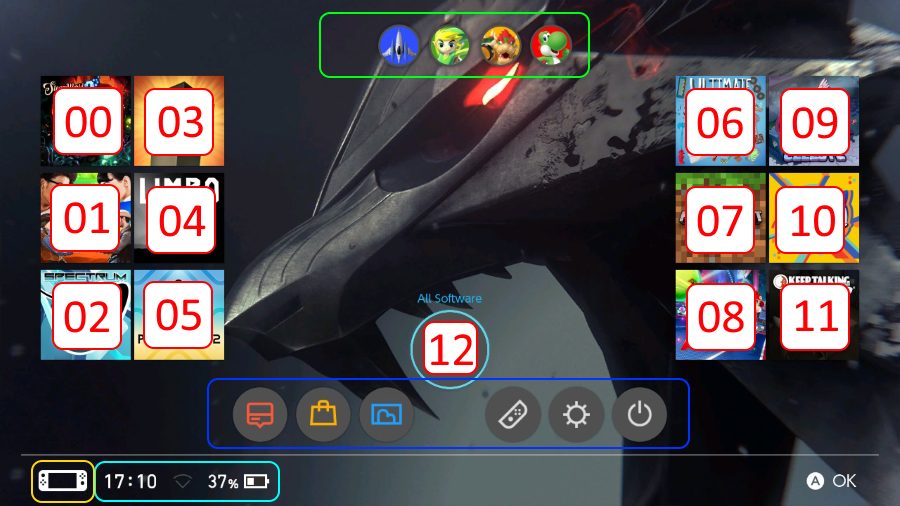 00 03 06 09
LIMBO
01 04 07 10
SPECTRUM
KEEP TALKING
02 05 08 11
All Software
12
17:10 37%
A OK